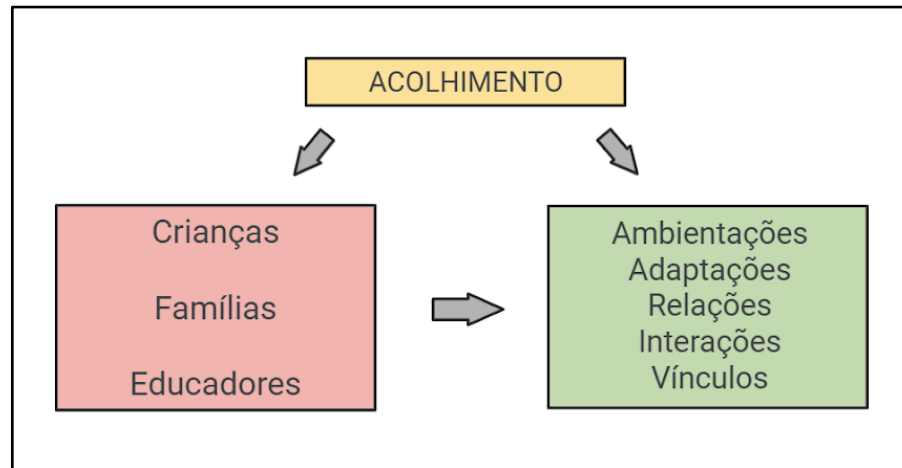 ACOLHIMENTO
Crianças
Famílias
Educadores
Ambientações
Adaptações
Relações
Interações
Vínculos